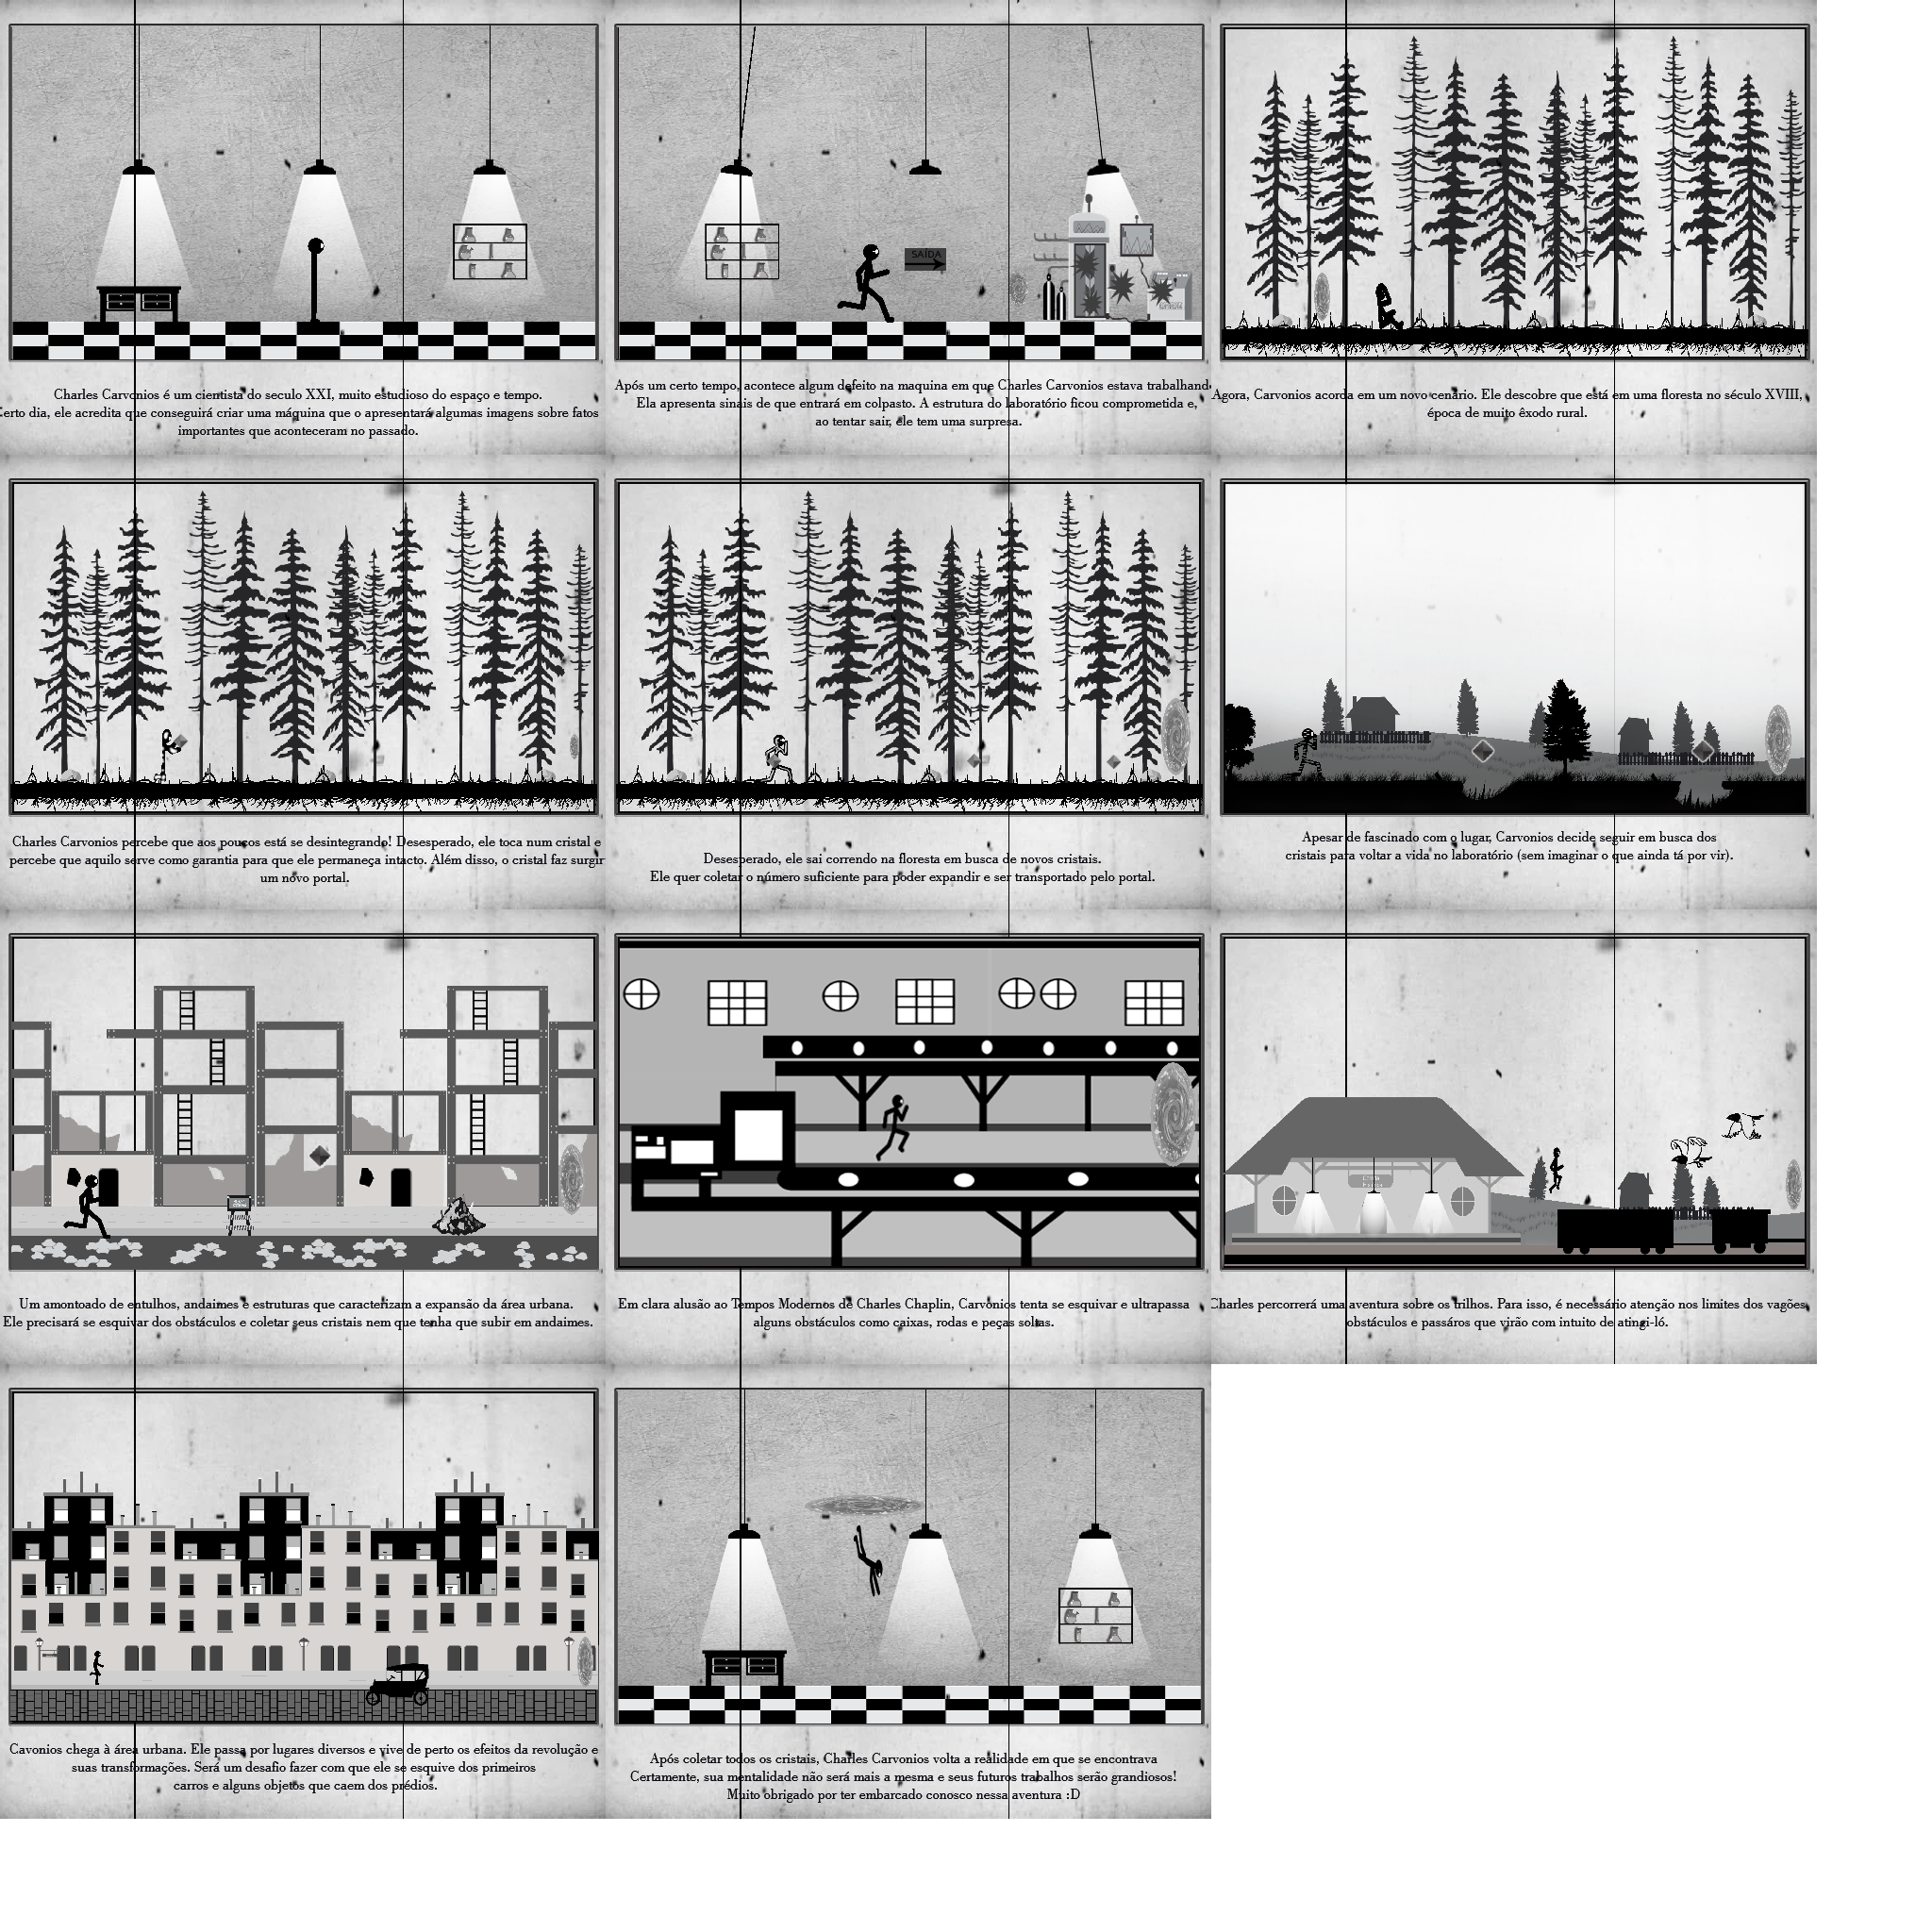 Charles Carvonios é um cientista do seculo XXI, muito estudioso do espaço e tempo.
Certo dia, ele acredita que conseguirá criar uma máquina que o apresentará algumas imagens sobre fatos
importantes que aconteceram no passado.
SAÍDA
Após um certo tempo, acontece algum defeito na maquina em que Charles Carvonios estava trabalhand
Ela apresenta sinais de que entrará em colpasto. A estrutura do laboratório ficou comprometida e,
ao tentar sair, ele tem uma surpresa.
Agora, Carvonios acorda em um novo cenário. Ele descobre que está em uma floresta no século XVIII,
época de muito êxodo rural.
Charles Carvonios percebe que aos poucos está se desintegrando! Desesperado, ele toca num cristal e
percebe que aquilo serve como garantia para que ele permaneça intacto. Além disso, o cristal faz surgir
um novo portal.
Desesperado, ele sai correndo na floresta em busca de novos cristais.
Ele quer coletar o número suficiente para poder expandir e ser transportado pelo portal.
Apesar de fascinado com o lugar, Carvonios decide seguir em busca dos
cristais para voltar a vida no laboratório (sem imaginar o que ainda tá por vir).
Um amontoado de entulhos, andaimes e estruturas que caracterizam a expansão da área urbana.
Ele precisará se esquivar dos obstáculos e coletar seus cristais nem que tenha que subir em andaimes.
Em clara alusão ao Tempos Modernos de Charles Chaplin, Carvonios tenta se esquivar e ultrapassa
alguns obstáculos como caixas, rodas e peças soltas.
Charles percorrerá uma aventura sobre os trilhos. Para isso, é necessário atenção nos limites dos vagões,
obstáculos e passáros que virão com intuito de atingi-ló.
Cavonios chega à área urbana. Ele passa por lugares diversos e vive de perto os efeitos da revolução e
suas transformações. Será um desafio fazer com que ele se esquive dos primeiros
carros e alguns objetos que caem dos prédios.
Após coletar todos os cristais, Charles Carvonios volta a realidade em que se encontrava
Certamente, sua mentalidade não será mais a mesma e seus futuros trabalhos serão grandiosos!
Muito obrigado por ter embarcado conosco nessa aventura :D